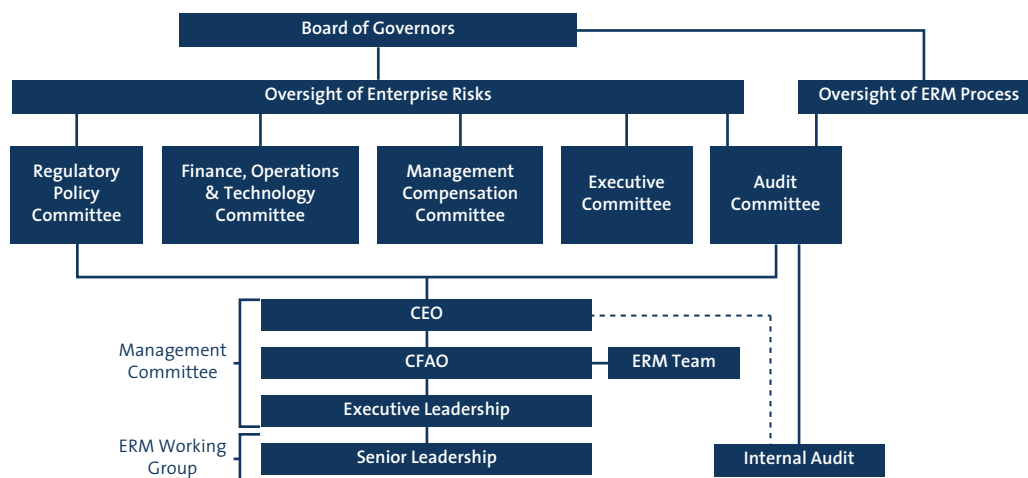 Board of Governors
Oversight of Enterprise Risks
Oversight of ERM Process
Regulatory
Policy
Committee
Finance, Operations
& Technology
Committee
Management
Compensation
Committee
Executive
Committee
Audit
Committee
CEO
Management
Committee
CFAO
ERM Team
Executive Leadership
ERM Working
Group
Senior Leadership
Internal Audit